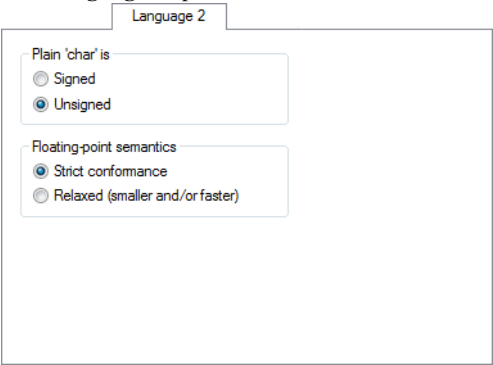 Language 2
Plain 'char' is
Signed
Unsigned
Floating-point semantics
Strict conformance
Relaxed (smaller and/or faster)